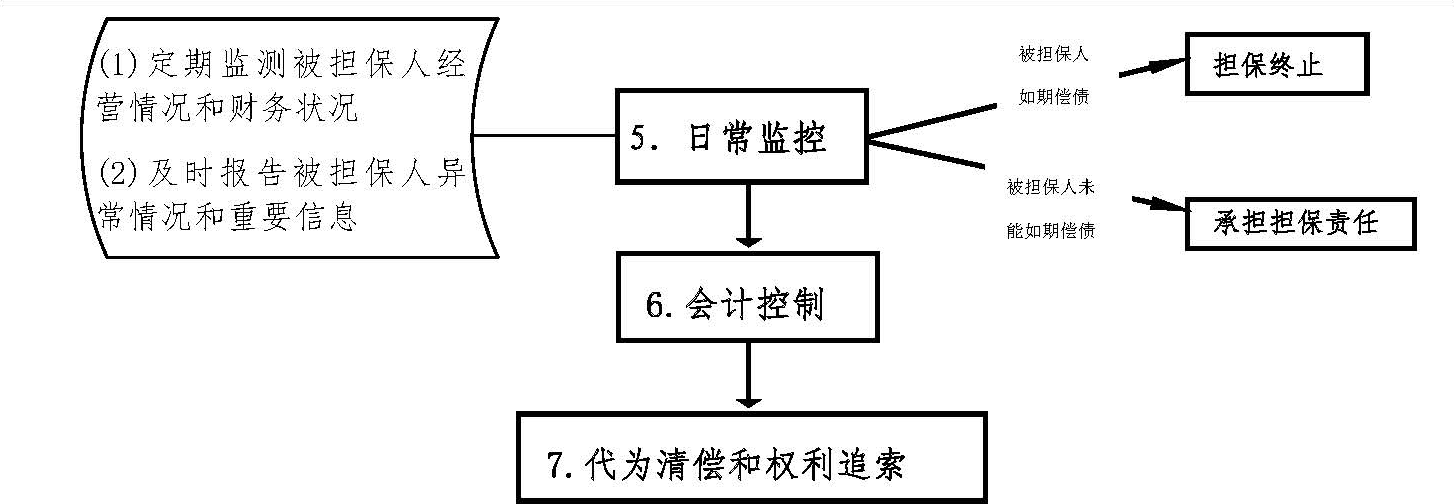 (1)定期监测被担保人经
营情况和财务状况
(2)及时报告被担保人异
常情况和重要信息
5. 日常监控
被担保人
如期偿债
担保终止
被担保人未
能如期偿债
承担担保责任
6.会计控制
7.代为清偿和权利追索